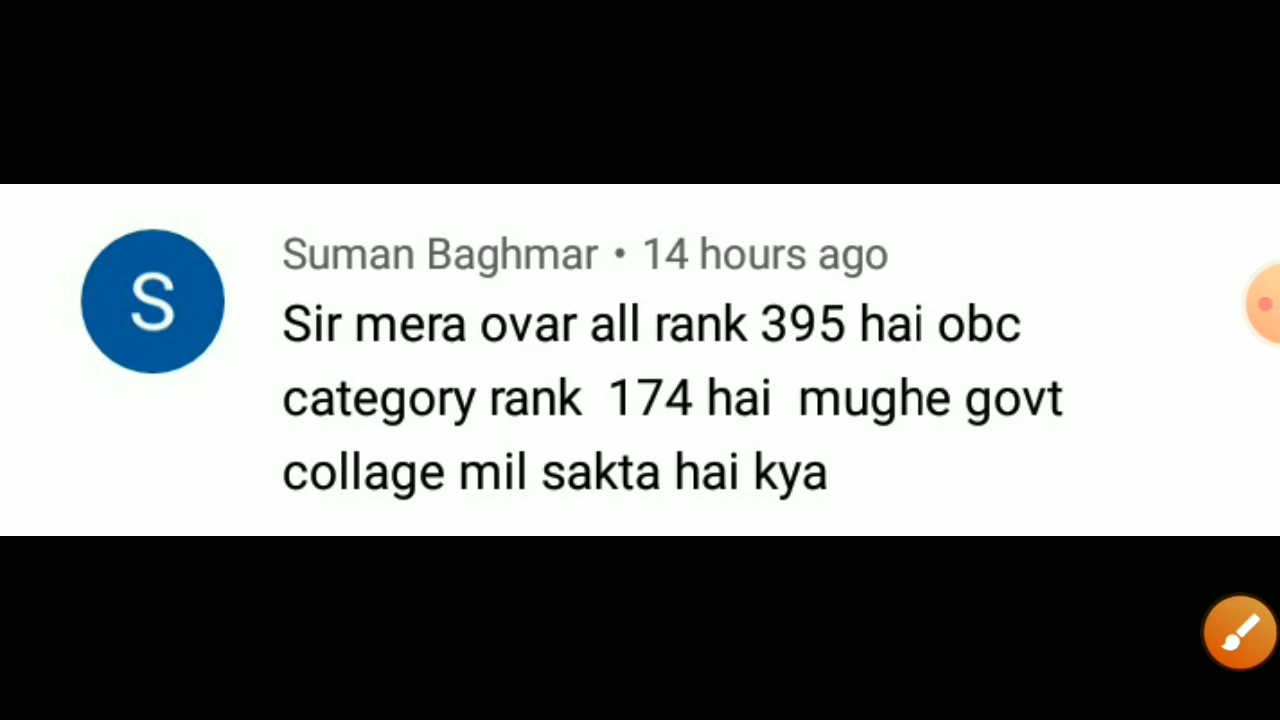 S
Suman Baghmar • 14 hours ago
Sir mera ovar all rank 395 hai obc
category rank 174 hai mughe govt
collage mil sakta hai kya